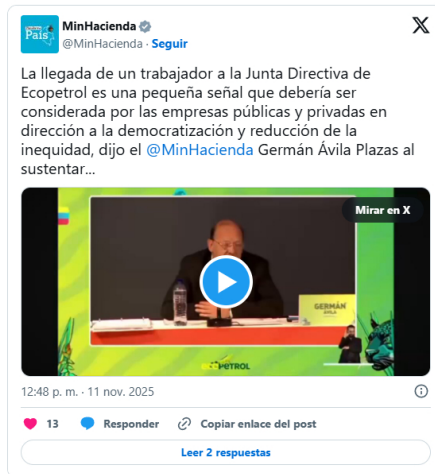 País
MinHacienda
@MinHacienda · Seguir
X
La llegada de un trabajador a la Junta Directiva de
Ecopetrol es una pequeña señal que debería ser
considerada por las empresas públicas y privadas en
dirección a la democratización y reducción de la
inequidad, dijo el @MinHacienda Germán Ávila Plazas al
sustentar...
Mirar en X
GERMÁN
ÁVILA
ECOPETROL
12:48 p. m. · 11 nov. 2025
13 Responder Copiar enlace del post
Leer 2 respuestas